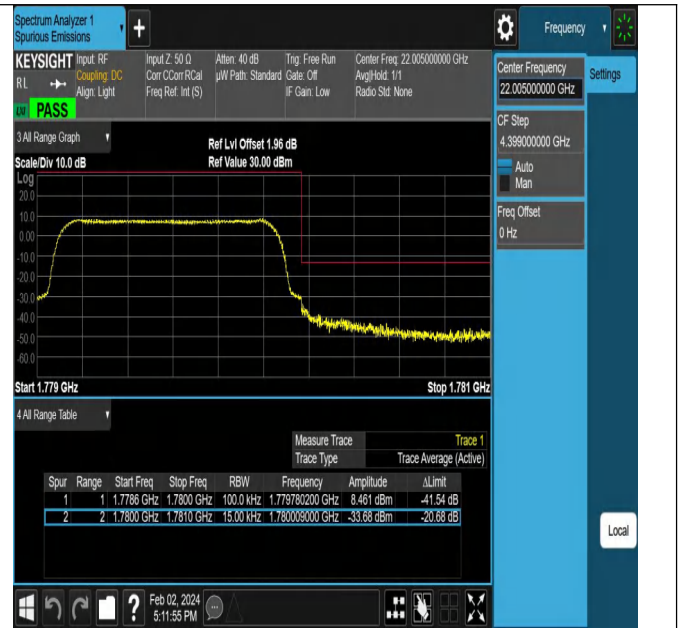 Spectrum Analyzer 1
Spurious Emissions
Frequency
KEYSIGHT Input: RF Input Z: 50 Ω Atten: 40 dB Trig: Free Run Center Freq: 22.005000000 GHz
RL Coupling: DC Corr CCorr RCal µW Path: Standard Gate: Off Avg|Hold: 1/1
Align: Light Freq Ref: Int (S) IF Gain: Low Radio Std: None
PASS
Center Frequency
22.005000000 GHz
Settings
CF Step
4.399000000 GHz
Auto
Man
Freq Offset
0 Hz
3 All Range Graph
Ref Lvl Offset 1.96 dB
Scale/Div 10.0 dB Ref Value 30.00 dBm
Log
20.0
10.0
0.00
-10.0
-20.0
-30.0
-40.0
-50.0
-60.0
Start 1.779 GHz Stop 1.781 GHz
4 All Range Table
Measure Trace Trace 1
Trace Type Trace Average (Active)
Spur Range Start Freq Stop Freq RBW Frequency Amplitude ΔLimit
1 1 1.7786 GHz 1.7800 GHz 100.0 kHz 1.779780200 GHz 8.461 dBm -41.54 dB
2 2 1.7800 GHz 1.7810 GHz 15.00 kHz 1.780009000 GHz -33.68 dBm -20.68 dB
Local
Feb 02, 2024
5:11:55 PM